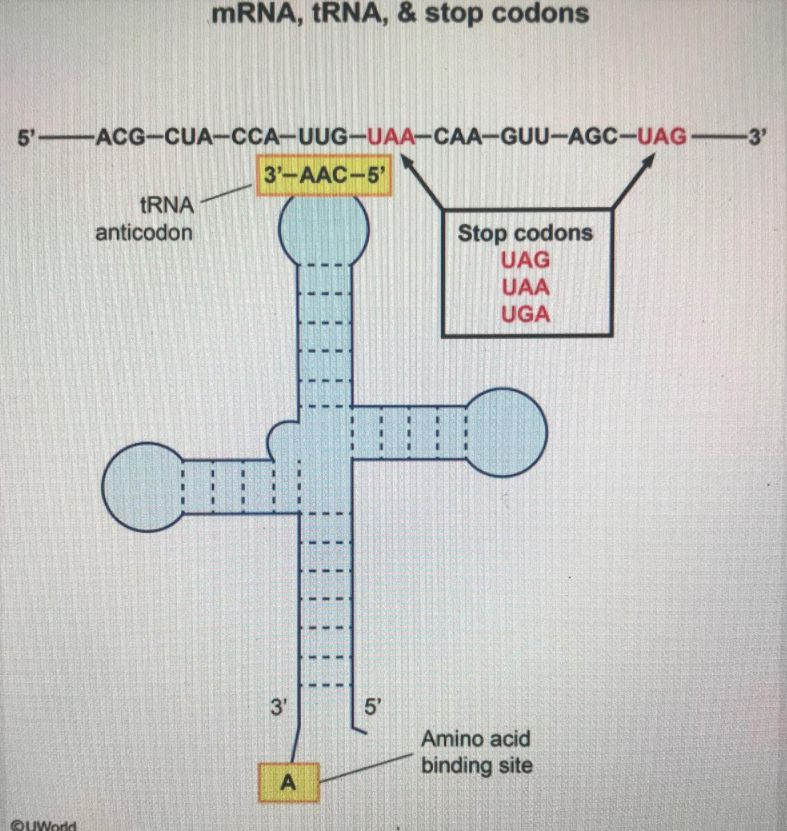 mRNA, tRNA, & stop codons
5'—ACG–CUA–CCA–UUG–UAA–CAA–GUU–AGC–UAG—3'
3'–AAC–5'
tRNA
anticodon
Stop codons
UAG
UAA
UGA
3'
5'
Amino acid
binding site
A
©UWorld